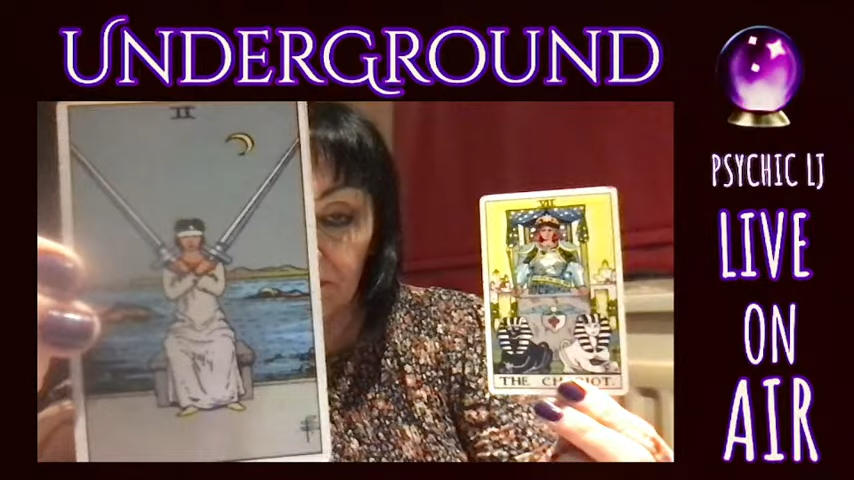 UNDERGROUND
PSYCHIC LJ
LIVE
ON
AIR
II
VII
THE CHARIOT.